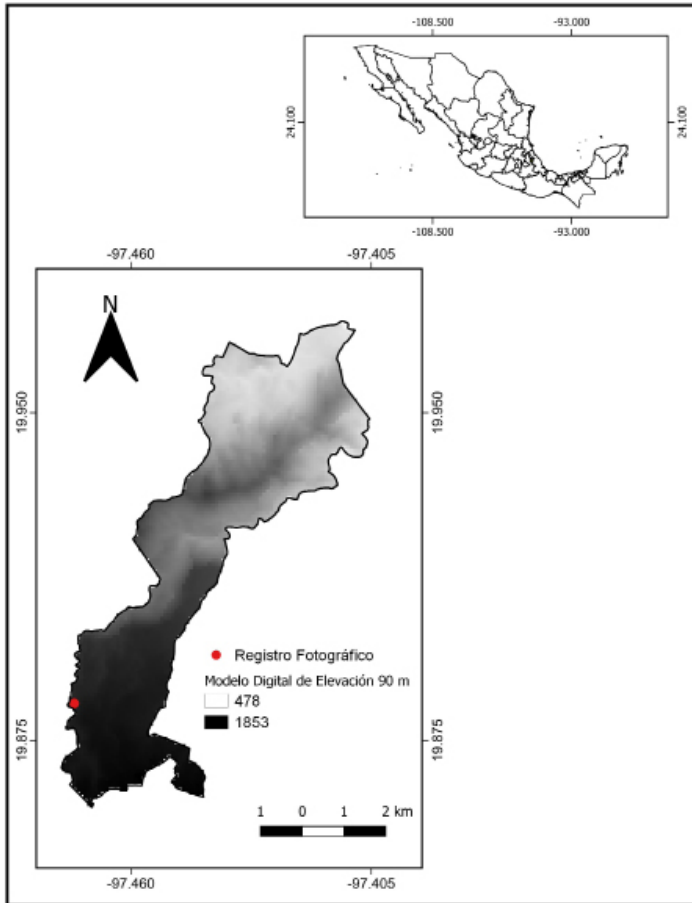 -108.500 -93.000
24.100 24.100
-108.500 -93.000
-97.460 -97.405
N
19.950 19.950
Registro Fotográfico
Modelo Digital de Elevación 90 m
478
1853
19.875 19.875
1 0 1 2 km
-97.460 -97.405